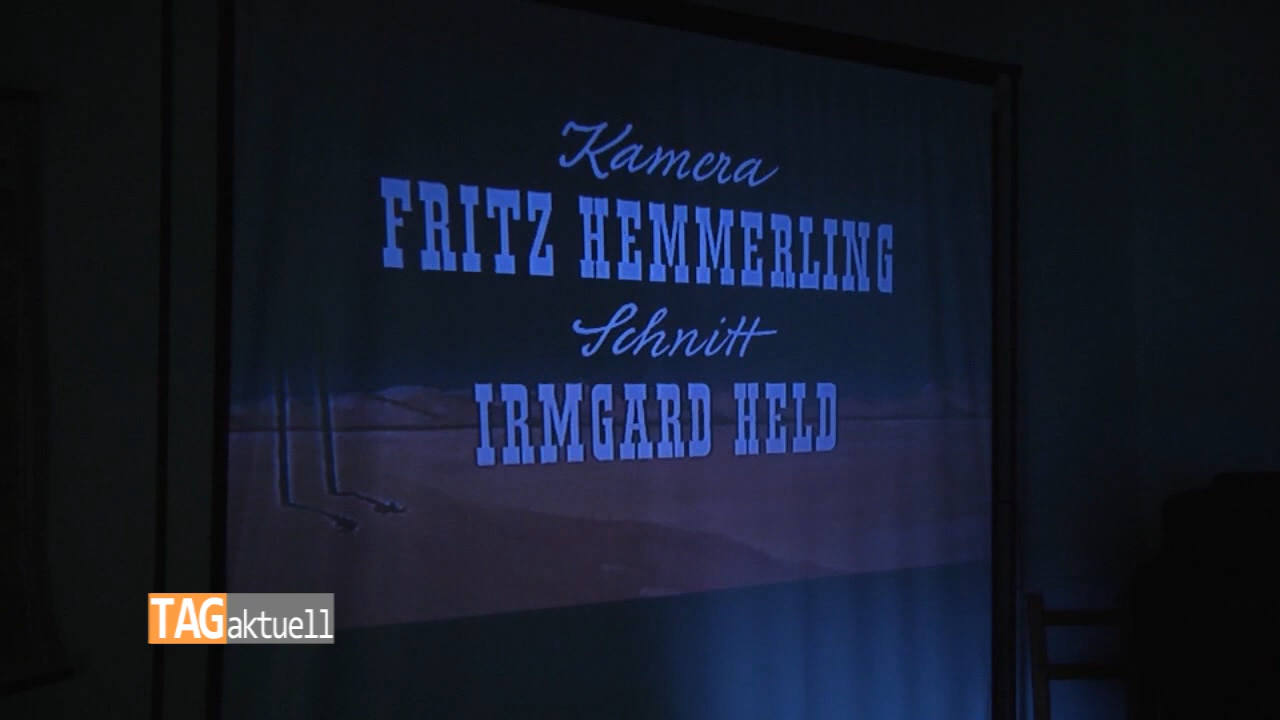 Kamera
FRITZ HEMMERLING
Schnitt
IRMGARD HELD
TAGaktuell